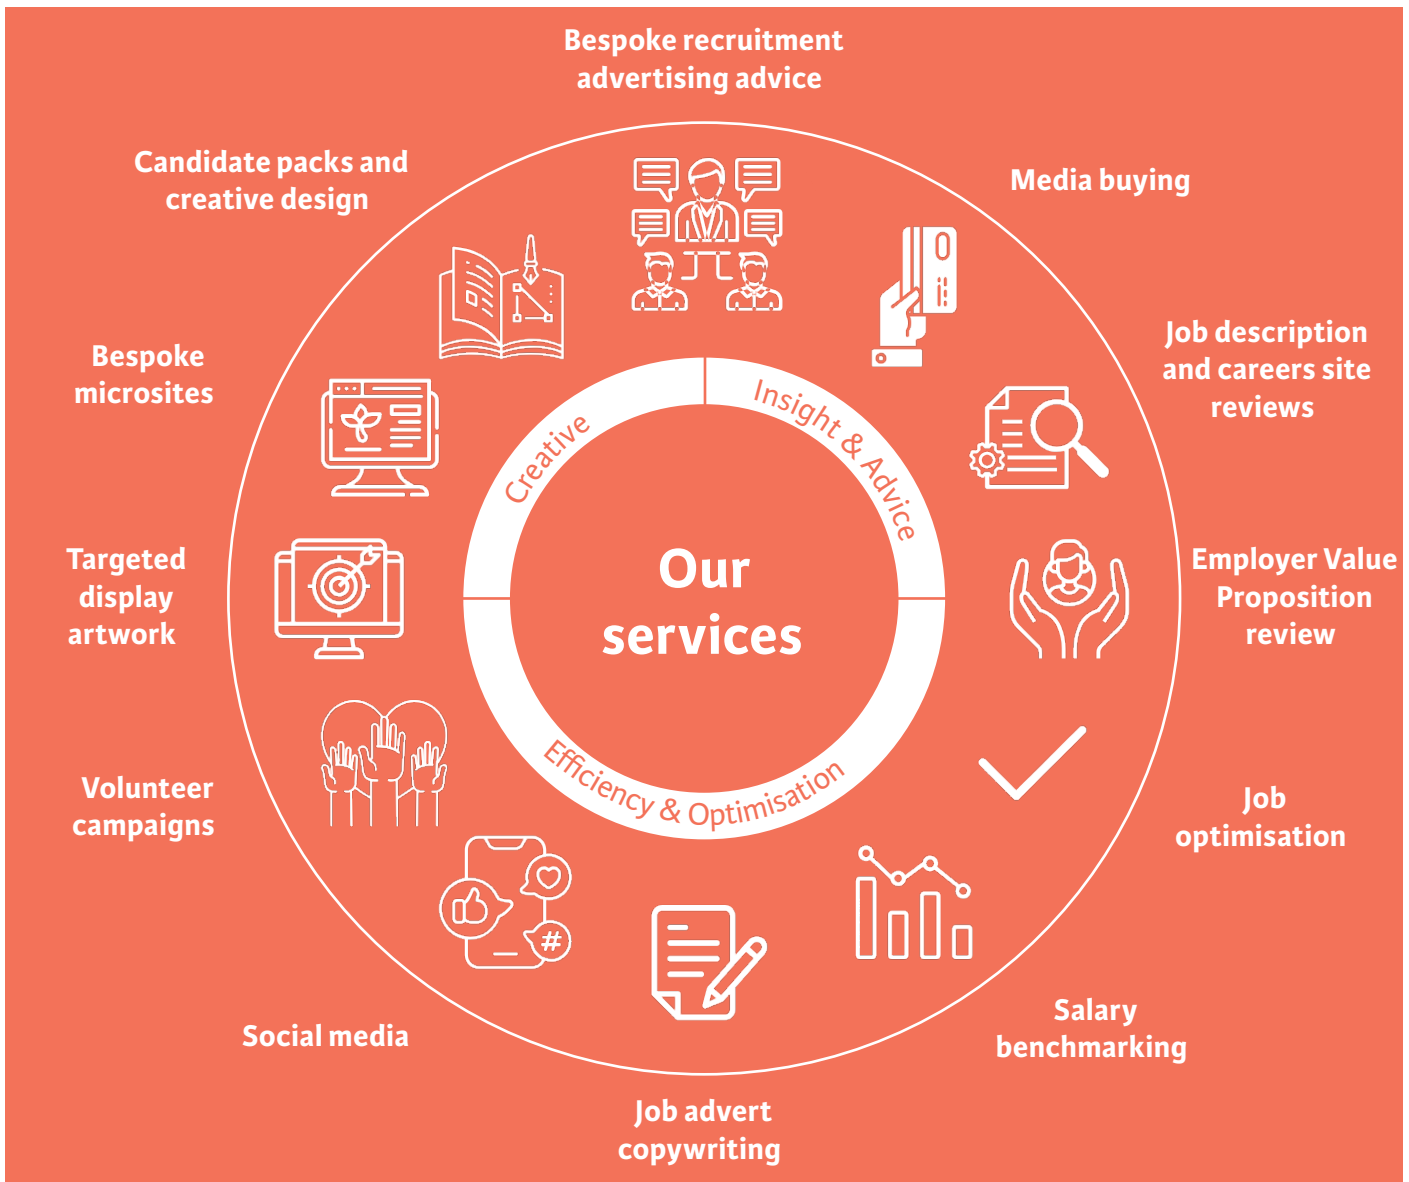 Bespoke recruitment
advertising advice
Media buying
Job description
and careers site
reviews
Employer Value
Proposition
review
Job
optimisation
Salary
benchmarking
Job advert
copywriting
Social media
Volunteer
campaigns
Targeted
display
artwork
Bespoke
microsites
Candidate packs and
creative design
Creative
Insight & Advice
Efficiency & Optimisation
Our
services
#